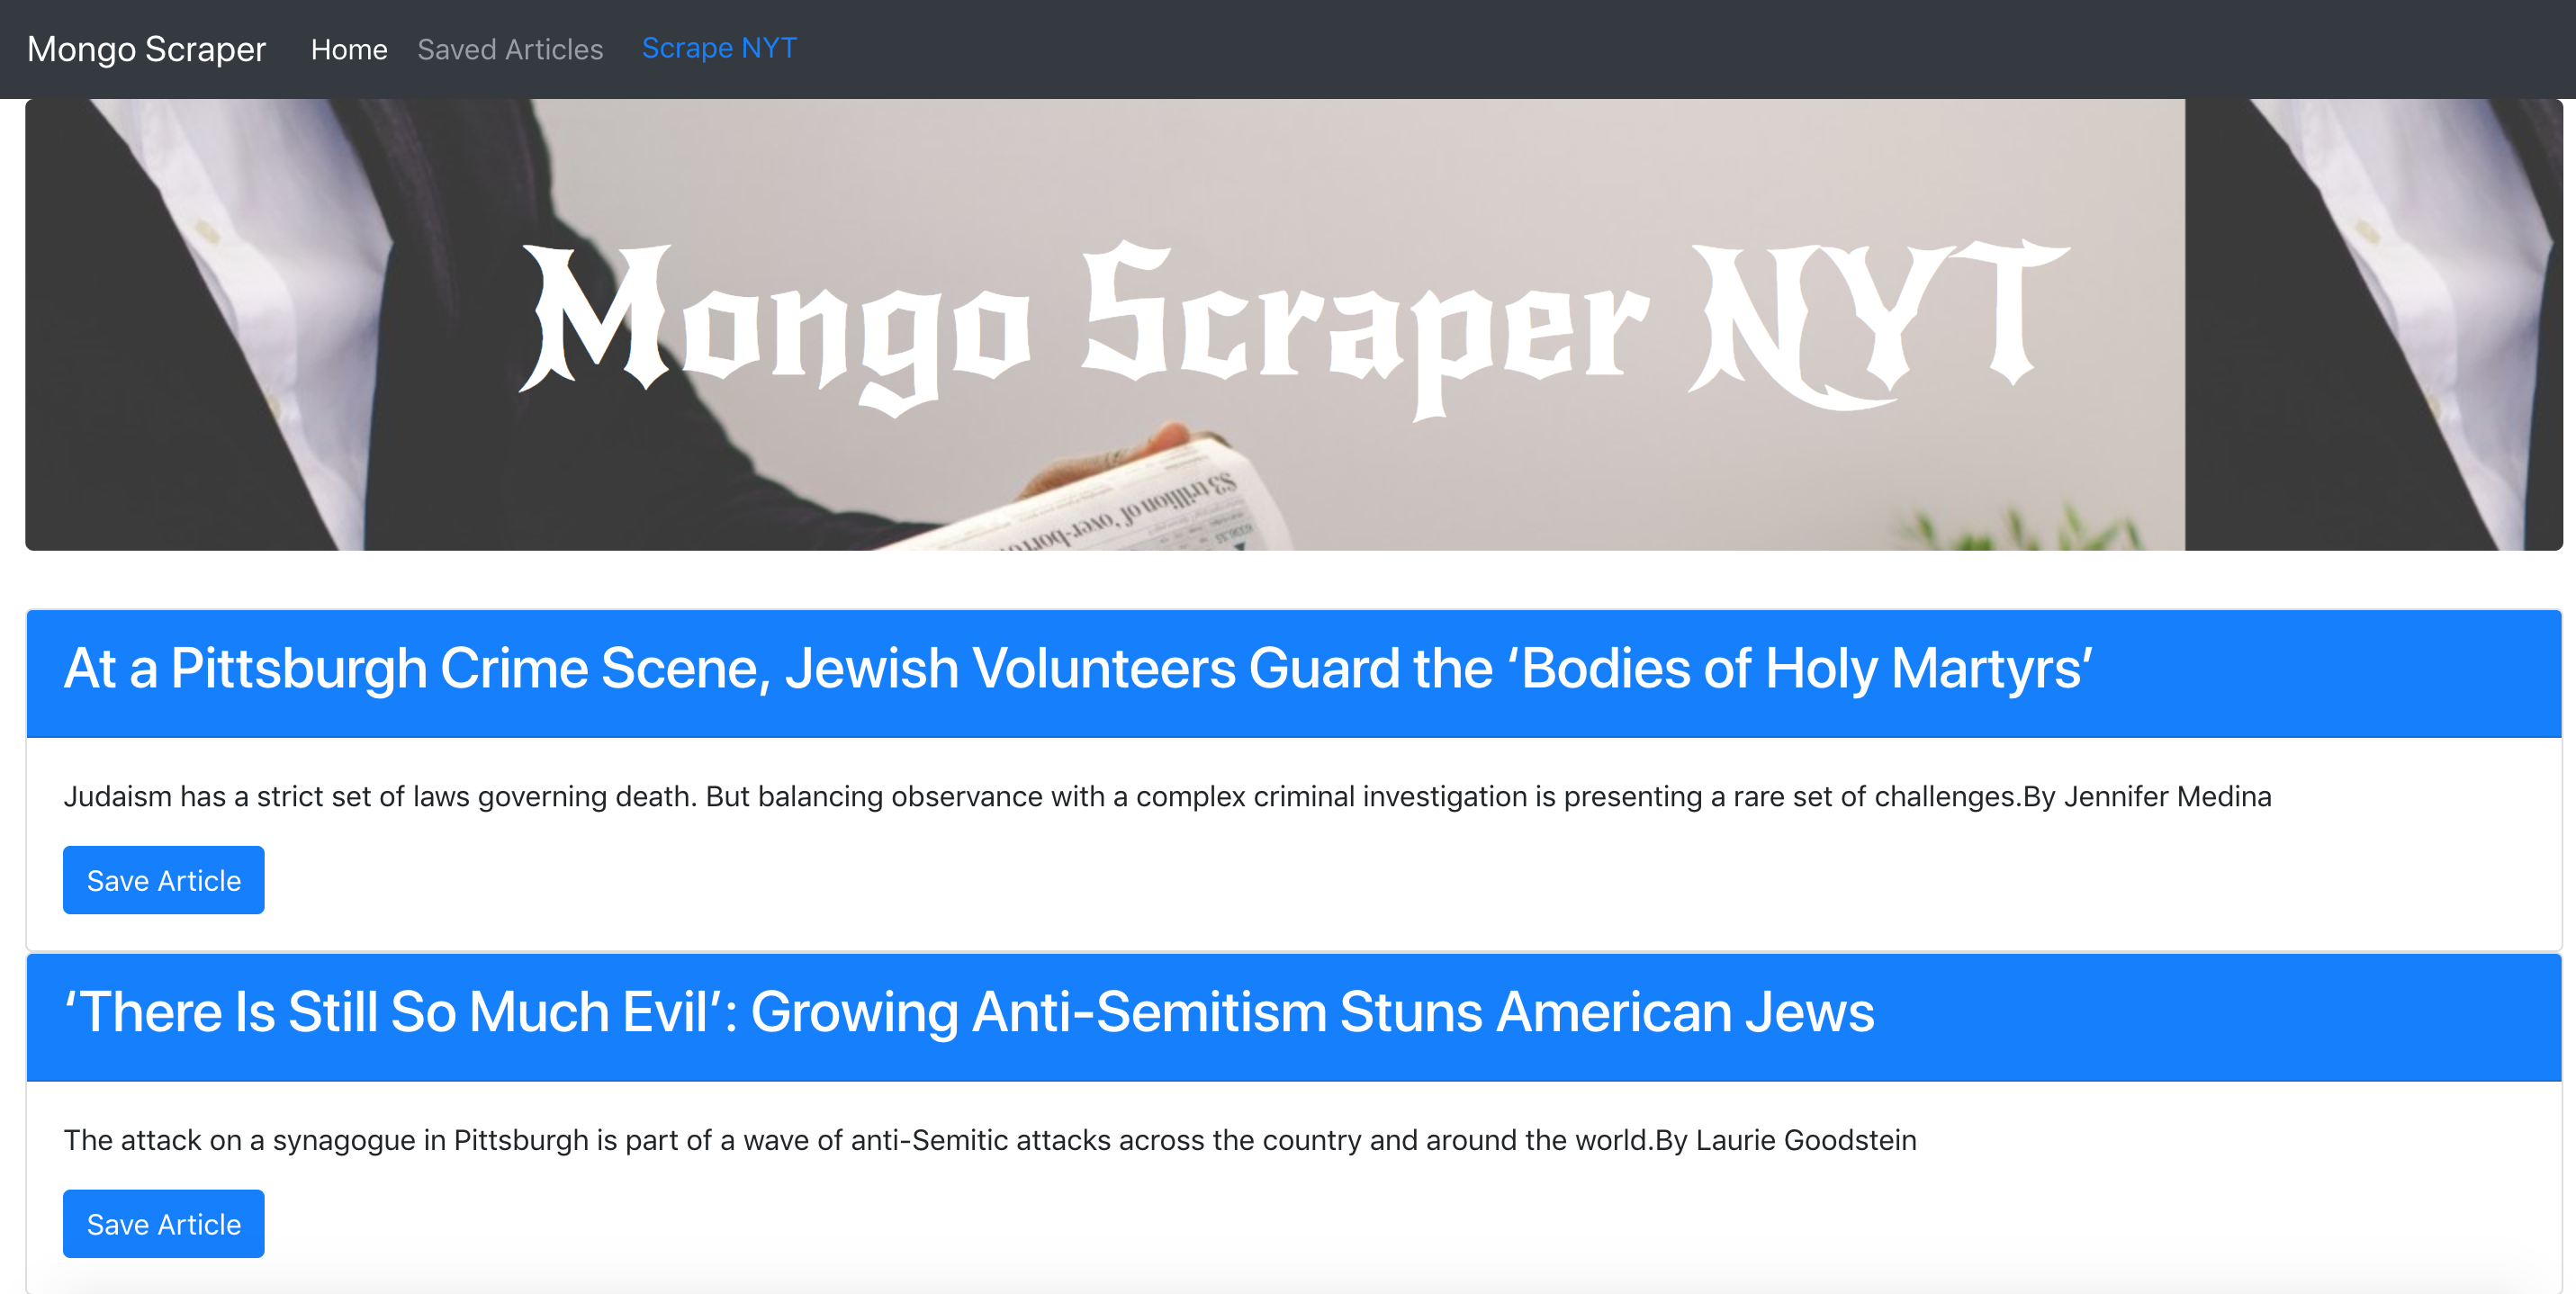 Mongo Scraper Home Saved Articles Scrape NYT
Mongo Scraper NYT
$3 trillion of 'over-
At a Pittsburgh Crime Scene, Jewish Volunteers Guard the ‘Bodies of Holy Martyrs’
Judaism has a strict set of laws governing death. But balancing observance with a complex criminal investigation is presenting a rare set of challenges.By Jennifer Medina
Save Article
‘There Is Still So Much Evil’: Growing Anti-Semitism Stuns American Jews
The attack on a synagogue in Pittsburgh is part of a wave of anti-Semitic attacks across the country and around the world.By Laurie Goodstein
Save Article